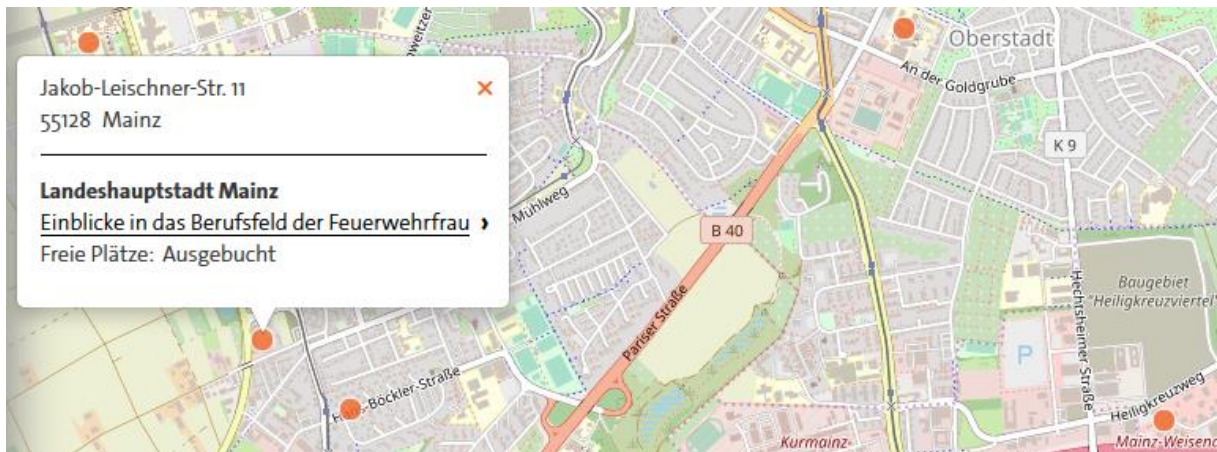 Jakob-Leischner-Str. 11
55128 Mainz
Landeshauptstadt Mainz
Einblicke in das Berufsfeld der Feuerwehrfrau ›
Freie Plätze: Ausgebucht
Oberstadt
An der Goldgrube
K 9
Mühlweg
B 40
Pariser Straße
Hechtsheimer Straße
Baugebiet
"Heiligkreuzviertel"
P
-Böckler-Straße
Heiligkreuzweg
Kurmainz-
Mainz-Weisena